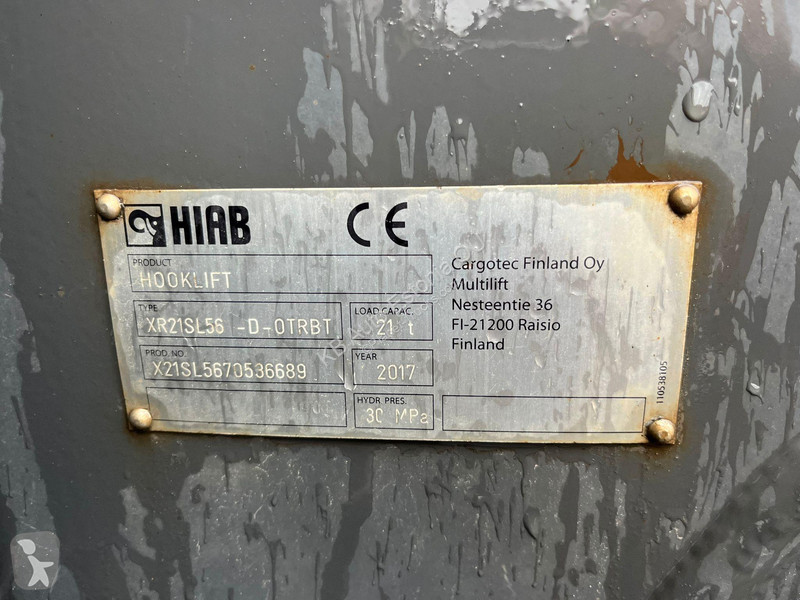 HIAB CE
PRODUCT
HOOKLIFT
TYPE
XR21SL56 -D-OTRBT
LOAD CAPAC.
21 t
PROD. NO.
X21SL5670536689
YEAR
2017
HYDR PRES.
30 MPa
Cargotec Finland Oy
Multilift
Nesteentie 36
FI-21200 Raisio
Finland
110538105